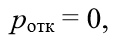 pотк = 0,